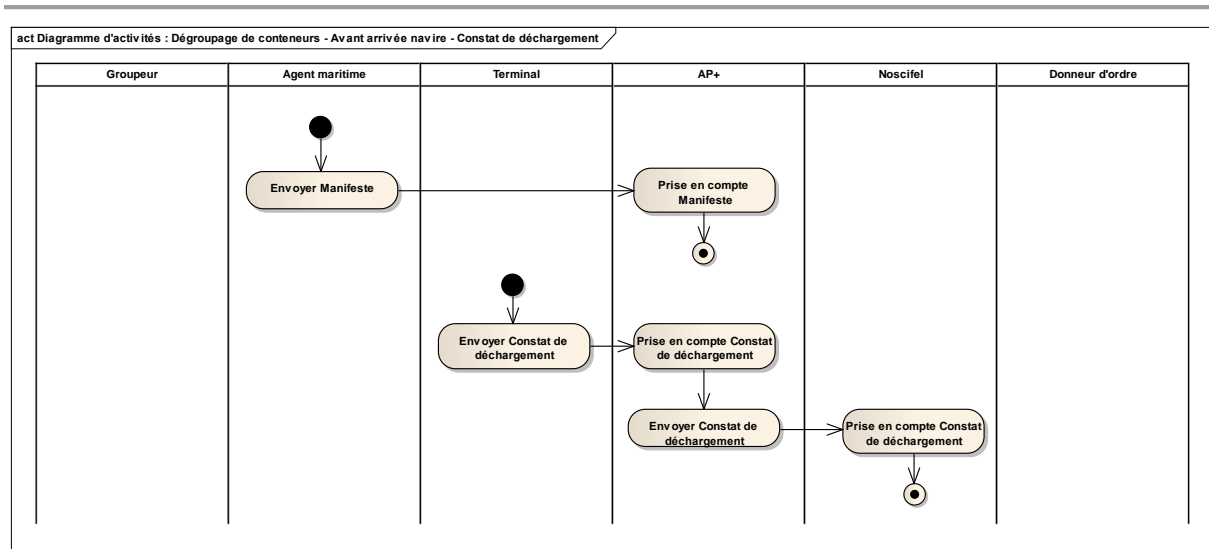 act Diagramme d'activités : Dégroupage de conteneurs - Avant arrivée navire - Constat de déchargement
Groupeur
Agent maritime
Terminal
AP+
Noscifel
Donneur d'ordre
Envoyer Manifeste
Prise en compte
Manifeste
Envoyer Constat de
déchargement
Prise en compte Constat
de déchargement
Envoyer Constat de
déchargement
Prise en compte Constat
de déchargement